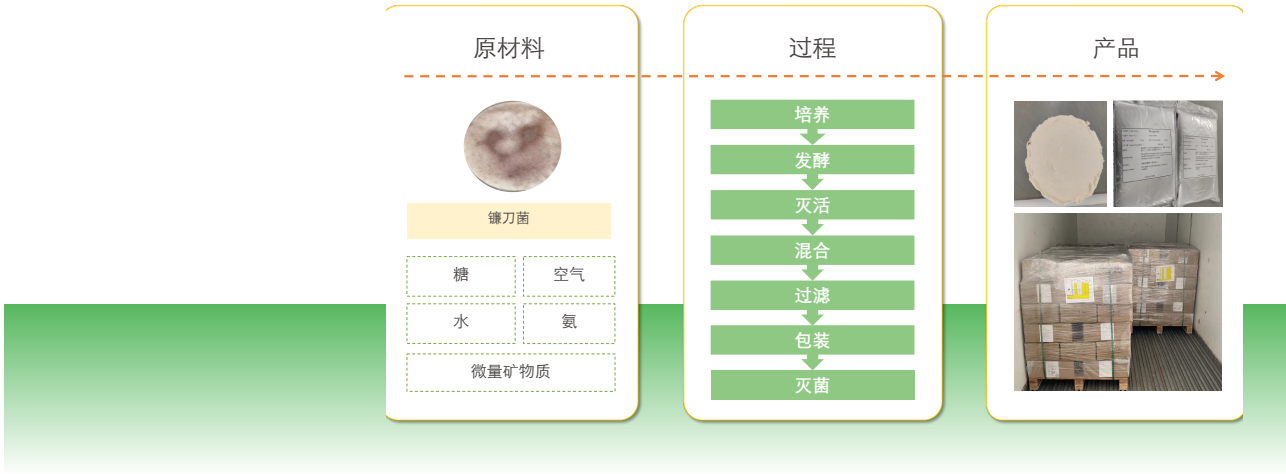 原材料
过程
产品
镰刀菌
糖
空气
水
氨
微量矿物质
培养
发酵
灭活
混合
过滤
包装
灭菌